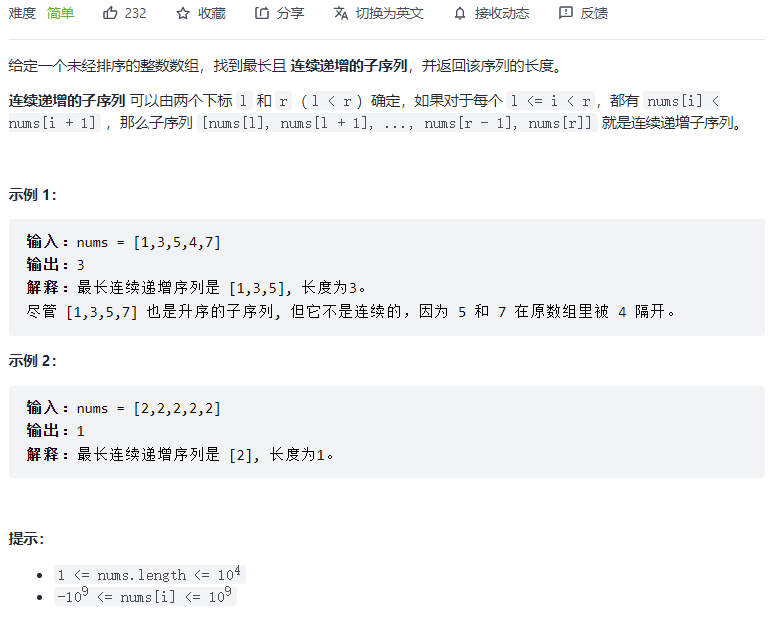 难度 简单 232 收藏 分享 切换为英文 接收动态 反馈
给定一个未经排序的整数数组，找到最长且 连续递增的子序列，并返回该序列的长度。
连续递增的子序列 可以由两个下标 l 和 r（l < r）确定，如果对于每个 l <= i < r，都有 nums[i] <
nums[i + 1] ，那么子序列 [nums[l], nums[l + 1], ..., nums[r - 1], nums[r]] 就是连续递增子序列。
示例 1：
输入：nums = [1,3,5,4,7]
输出：3
解释：最长连续递增序列是 [1,3,5], 长度为3。
尽管 [1,3,5,7] 也是升序的子序列, 但它不是连续的，因为 5 和 7 在原数组里被 4 隔开。
示例 2：
输入：nums = [2,2,2,2,2]
输出：1
解释：最长连续递增序列是 [2], 长度为1。
提示：
• 1 <= nums.length <= 10⁴
• -10⁹ <= nums[i] <= 10⁹